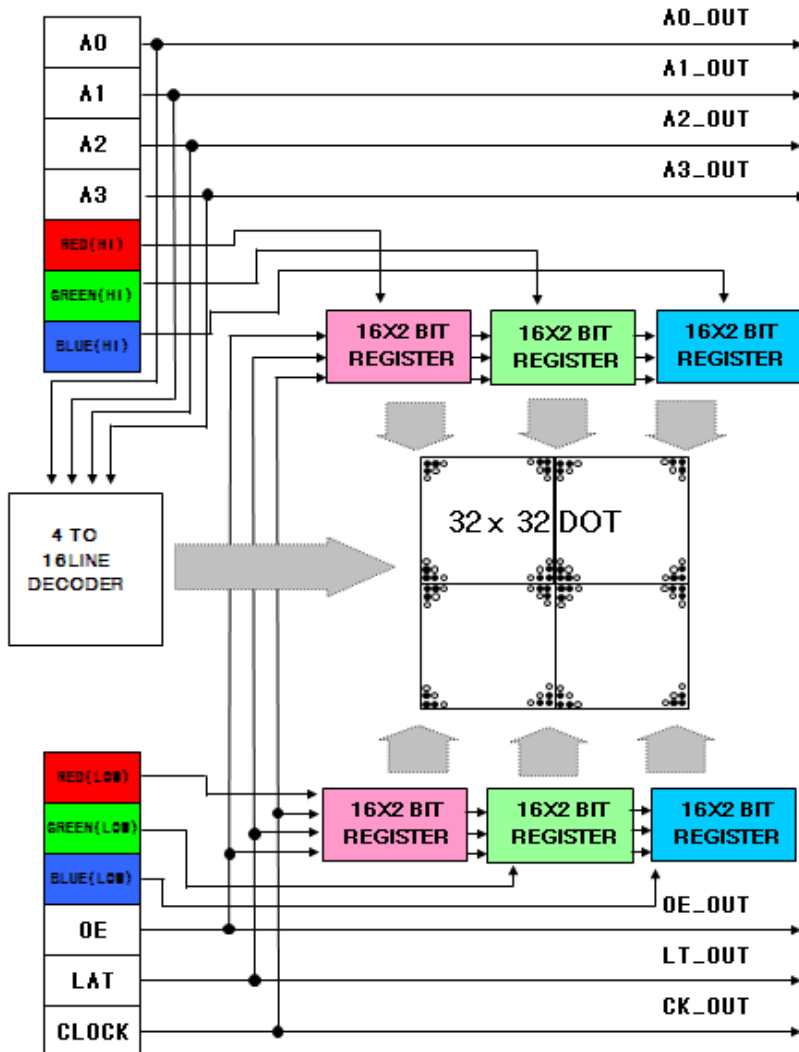 A0
A0_OUT
A1
A1_OUT
A2
A2_OUT
A3
A3_OUT
RED(HI)
GREEN(HI)
BLUE(HI)
16X2 BIT
REGISTER
16X2 BIT
REGISTER
16X2 BIT
REGISTER
32 x 32 DOT
4 TO
16LINE
DECODER
RED(LOW)
GREEN(LOW)
BLUE(LOW)
16X2 BIT
REGISTER
16X2 BIT
REGISTER
16X2 BIT
REGISTER
OE
OE_OUT
LAT
LT_OUT
CLOCK
CK_OUT